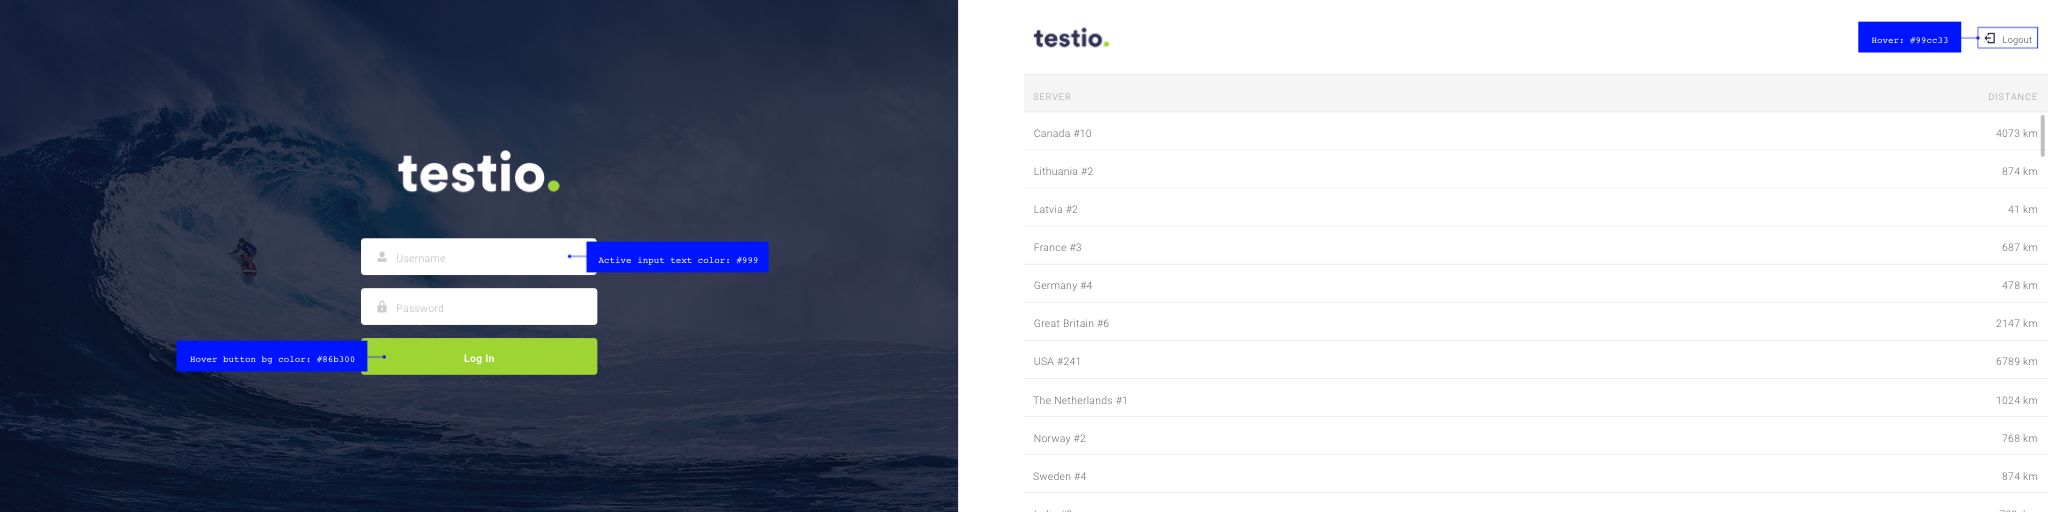 testio.
Username
Active input text color: #999
Password
Hover button bg color: #86b300
Log In
testio.
Hover: #99cc33
Logout
SERVER DISTANCE
Canada #10 4073 km
Lithuania #2 874 km
Latvia #2 41 km
France #3 687 km
Germany #4 478 km
Great Britain #6 2147 km
USA #241 6789 km
The Netherlands #1 1024 km
Norway #2 768 km
Sweden #4 874 km